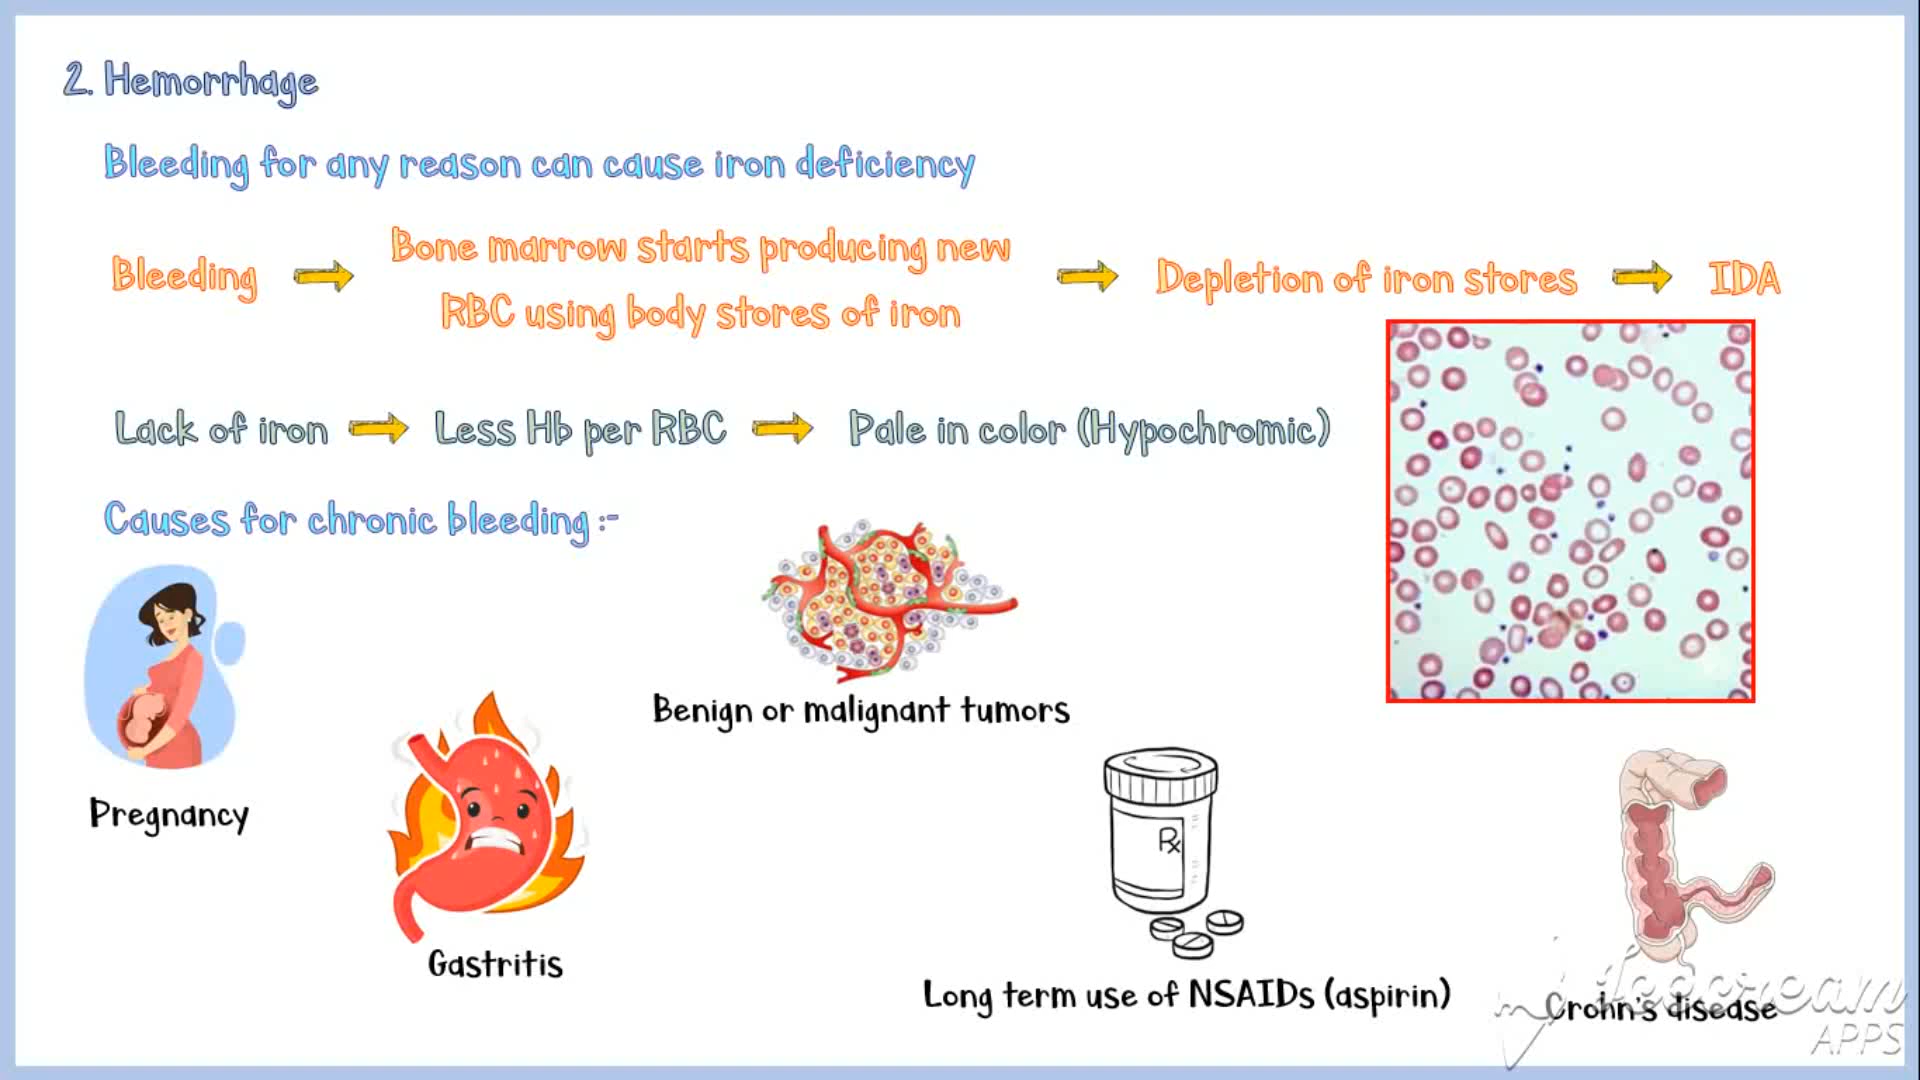 2. Hemorrhage
Bleeding for any reason can cause iron deficiency
Bleeding
Bone marrow starts producing new
RBC using body stores of iron
Depletion of iron stores
IDA
Lack of iron
Less Hb per RBC
Pale in color (Hypochromic)
Causes for chronic bleeding :-
Benign or malignant tumors
Pregnancy
Rx
Gastritis
Long term use of NSAIDs (aspirin)
Crohn's disease
APPS